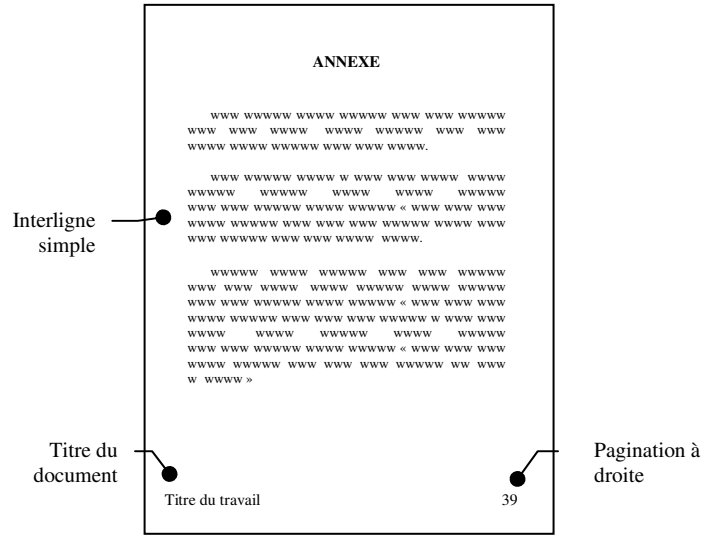 ANNEXE
www wwwww wwww wwwww www www wwwww
www www wwww wwww wwwww www www
wwww wwww wwwww www www wwww.
www wwwww wwww w www www wwww wwww
wwwww wwwww wwww wwww wwwww
www www wwwww wwww wwwww « www www www
wwww wwwww www www www wwwww wwww www
www wwwww www www wwww wwww.
wwwww wwww wwwww www www wwwww
www www wwww wwww wwwww wwww wwwww
www www wwwww wwww wwwww « www www www
wwww wwwww www www www wwwww w www www
wwww wwww wwwww wwww wwwww
www www wwwww wwww wwwww « www www www
wwww wwwww www www www wwwww ww www
w wwww »
Interligne
simple
Titre du
document
Pagination à
droite
Titre du travail 39